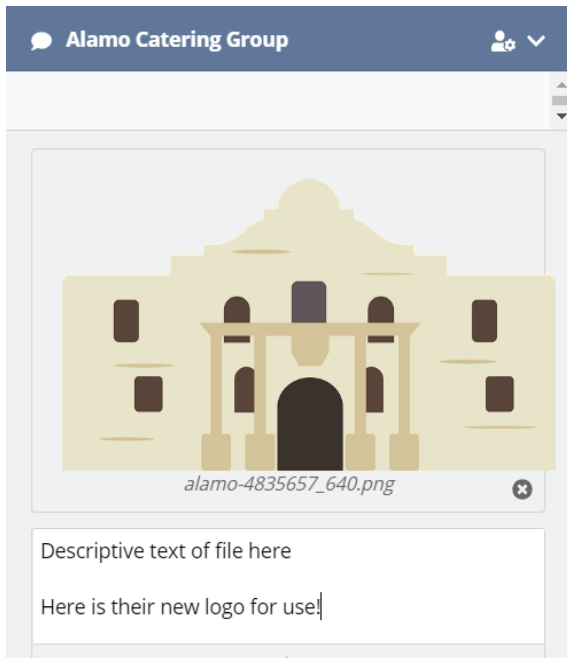 Alamo Catering Group
alamo-4835657_640.png
Descriptive text of file here
Here is their new logo for use!